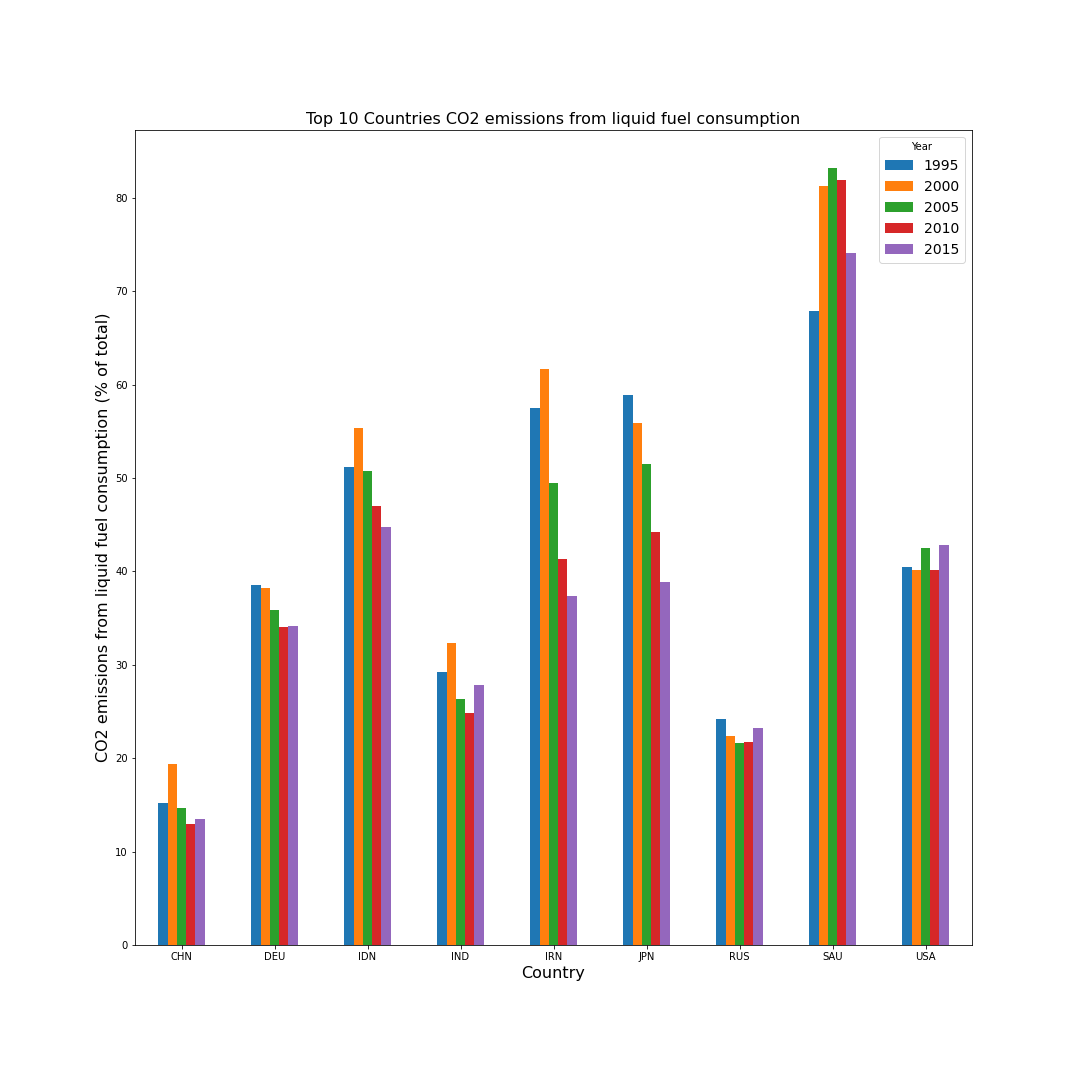 Top 10 Countries CO2 emissions from liquid fuel consumption
Year
1995
2000
2005
2010
2015
CO2 emissions from liquid fuel consumption (% of total)
80
70
60
50
40
30
20
10
0
CHN DEU IDN IND IRN JPN RUS SAU USA
Country